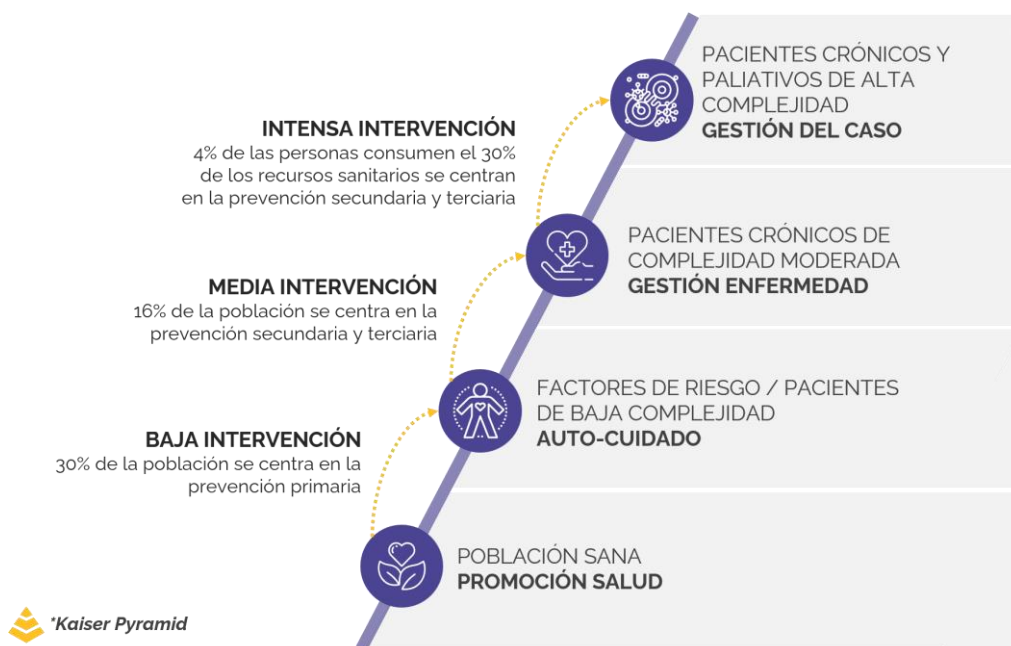 PACIENTES CRÓNICOS Y
PALIATIVOS DE ALTA
COMPLEJIDAD
GESTIÓN DEL CASO
INTENSA INTERVENCIÓN
4% de las personas consumen el 30%
de los recursos sanitarios se centran
en la prevención secundaria y terciaria
PACIENTES CRÓNICOS DE
COMPLEJIDAD MODERADA
GESTIÓN ENFERMEDAD
MEDIA INTERVENCIÓN
16% de la población se centra en la
prevención secundaria y terciaria
FACTORES DE RIESGO / PACIENTES
DE BAJA COMPLEJIDAD
AUTO-CUIDADO
BAJA INTERVENCIÓN
30% de la población se centra en la
prevención primaria
POBLACIÓN SANA
PROMOCIÓN SALUD
*Kaiser Pyramid